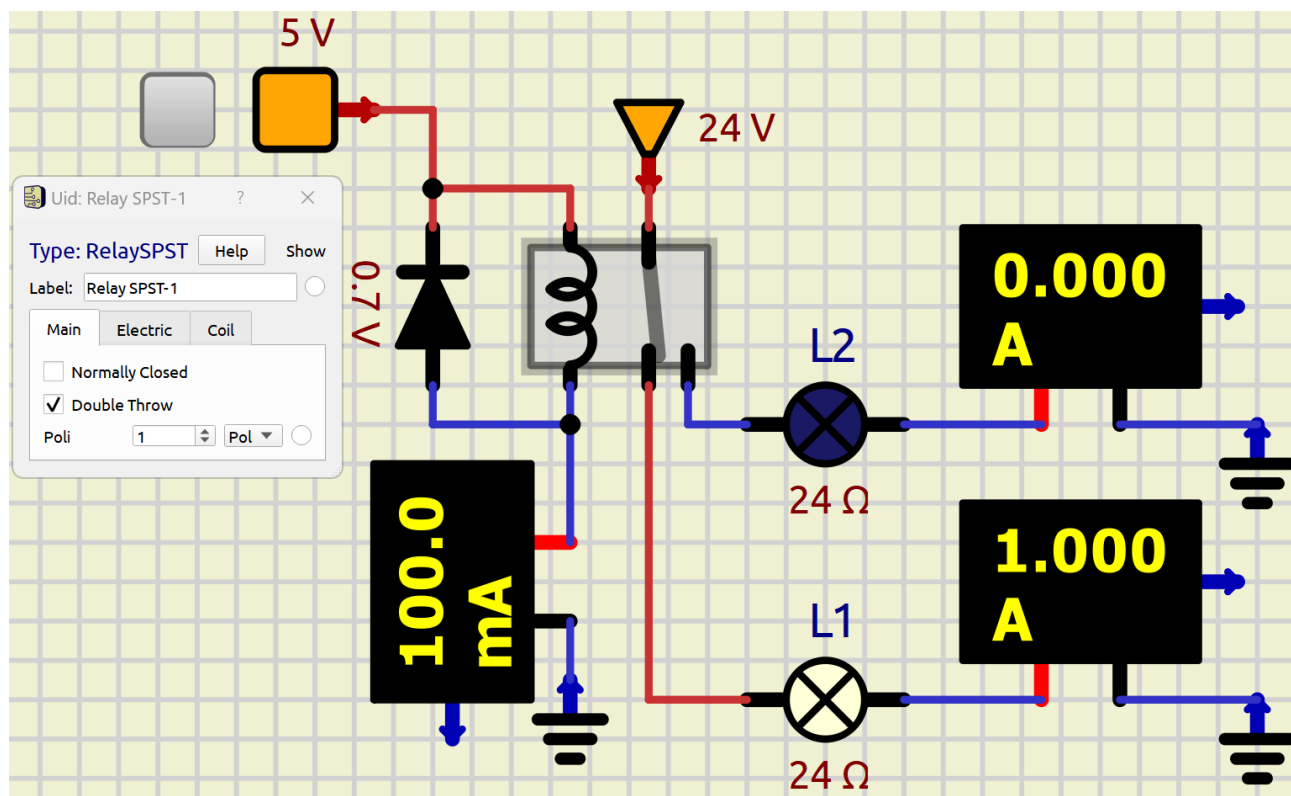 5 V
24 V
Uid: Relay SPST-1
?
Type: RelaySPST
Help
Show
Label:
Relay SPST-1
Main
Electric
Coil
Normally Closed
Double Throw
Poli
1
Pol
0.7 V
0.000
A
L2
24 Ω
100.0
mA
1.000
A
L1
24 Ω